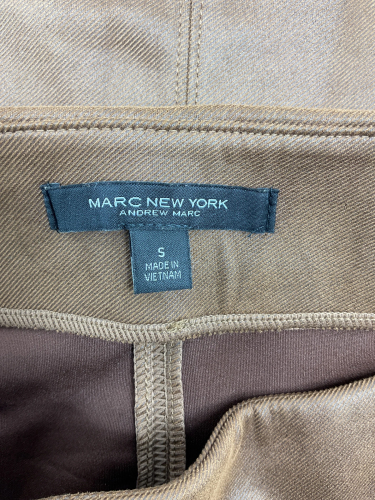 MARC NEW YORK
ANDREW MARC
S
MADE IN
VIETNAM